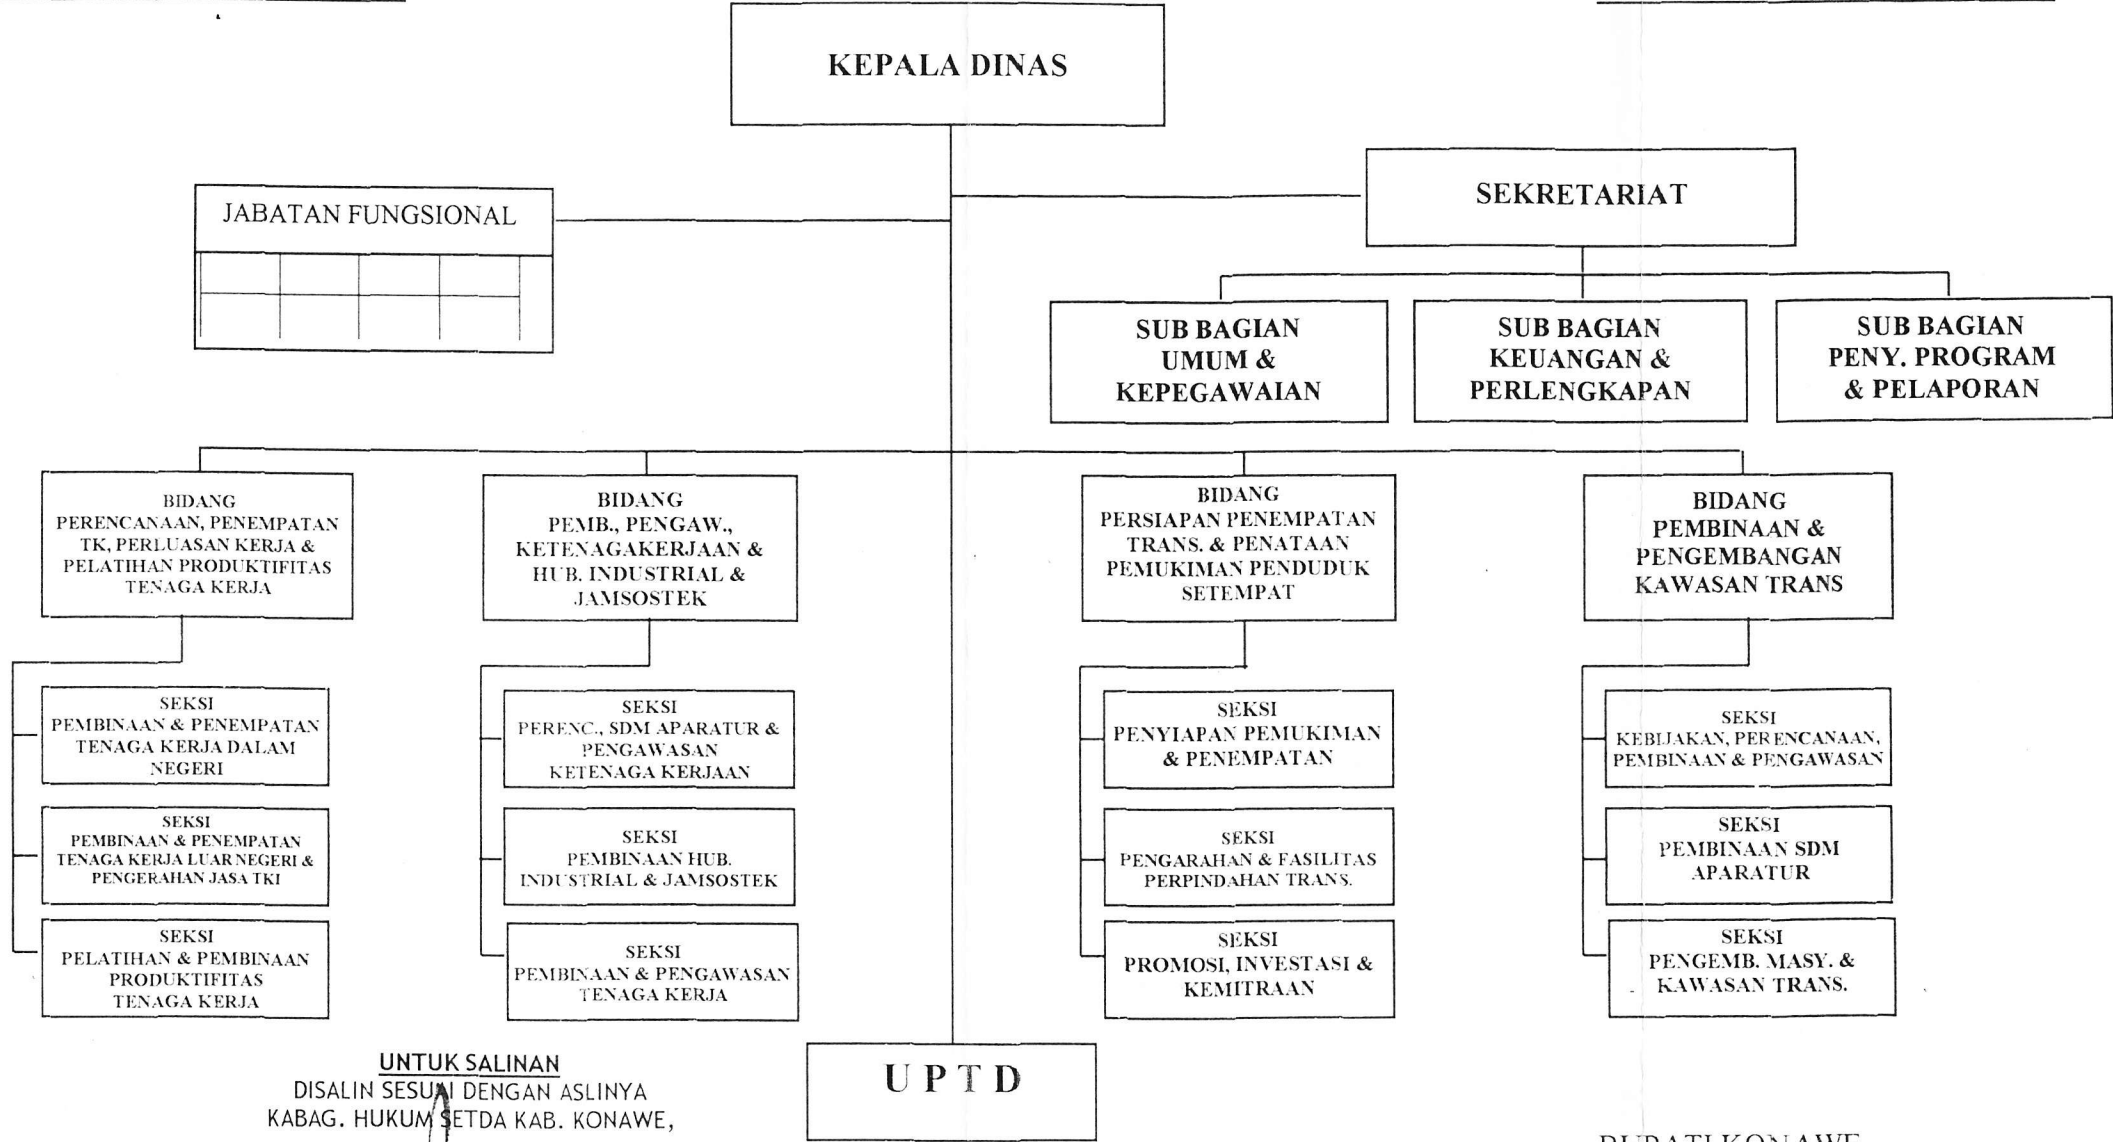 KEPALA DINAS
SEKRETARIAT
JABATAN FUNGSIONAL
SUB BAGIAN
UMUM &
KEPEGAWAIAN
SUB BAGIAN
KEUANGAN &
PERLENGKAPAN
SUB BAGIAN
PENY. PROGRAM
& PELAPORAN
BIDANG
PERENCANAAN, PENEMPATAN
TK, PERLUASAN KERJA &
PELATIHAN PRODUKTIFITAS
TENAGA KERJA
BIDANG
PEMB., PENGAW.,
KETENAGAKERJAAN &
HUB. INDUSTRIAL &
JAMSOSTEK
BIDANG
PERSIAPAN PENEMPATAN
TRANS. & PENATAAN
PEMUKIMAN PENDUDUK
SETEMPAT
BIDANG
PEMBINAAN &
PENGEMBANGAN
KAWASAN TRANS
SEKSI
PEMBINAAN & PENEMPATAN
TENAGA KERJA DALAM
NEGERI
SEKSI
PERENC., SDM APARATUR &
PENGAWASAN
KETENAGA KERJAAN
SEKSI
PENYIAPAN PEMUKIMAN
& PENEMPATAN
SEKSI
KEBIJAKAN, PERENCANAAN,
PEMBINAAN & PENGAWASAN
SEKSI
PEMBINAAN & PENEMPATAN
TENAGA KERJA LUAR NEGERI &
PENGERAHAN JASA TKI
SEKSI
PEMBINAAN HUB.
INDUSTRIAL & JAMSOSTEK
SEKSI
PENGARAHAN & FASILITAS
PERPINDAHAN TRANS.
SEKSI
PEMBINAAN SDM
APARATUR
SEKSI
PELATIHAN & PEMBINAAN
PRODUKTIFITAS
TENAGA KERJA
SEKSI
PEMBINAAN & PENGAWASAN
TENAGA KERJA
SEKSI
PROMOSI, INVESTASI &
KEMITRAAN
SEKSI
PENGEMB. MASY. &
KAWASAN TRANS.
UPTD
UNTUK SALINAN
DISALIN SESUAI DENGAN ASLINYA
KABAG. HUKUM SETDA KAB. KONAWE,
BUPATI KONAWE